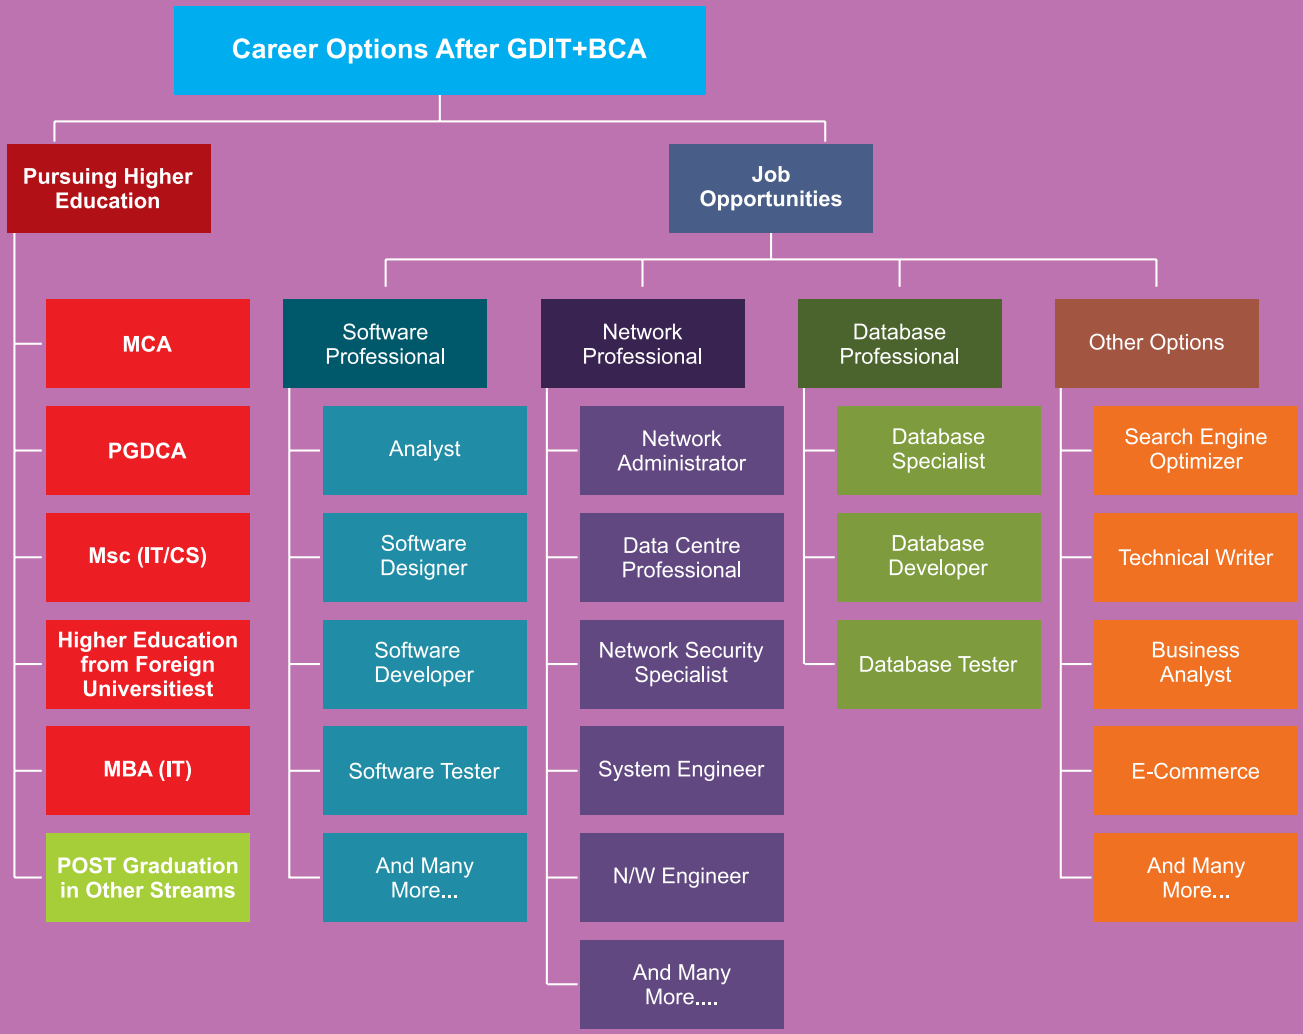 Career Options After GDIT+BCA
Pursuing Higher
Education
Job
Opportunities
MCA
PGDCA
Msc (IT/CS)
Higher Education
from Foreign
Universitiest
MBA (IT)
POST Graduation
in Other Streams
Software
Professional
Analyst
Software
Designer
Software
Developer
Software Tester
And Many
More...
Network
Professional
Network
Administrator
Data Centre
Professional
Network Security
Specialist
System Engineer
N/W Engineer
And Many
More....
Database
Professional
Database
Specialist
Database
Developer
Database Tester
Other Options
Search Engine
Optimizer
Technical Writer
Business
Analyst
E-Commerce
And Many
More...